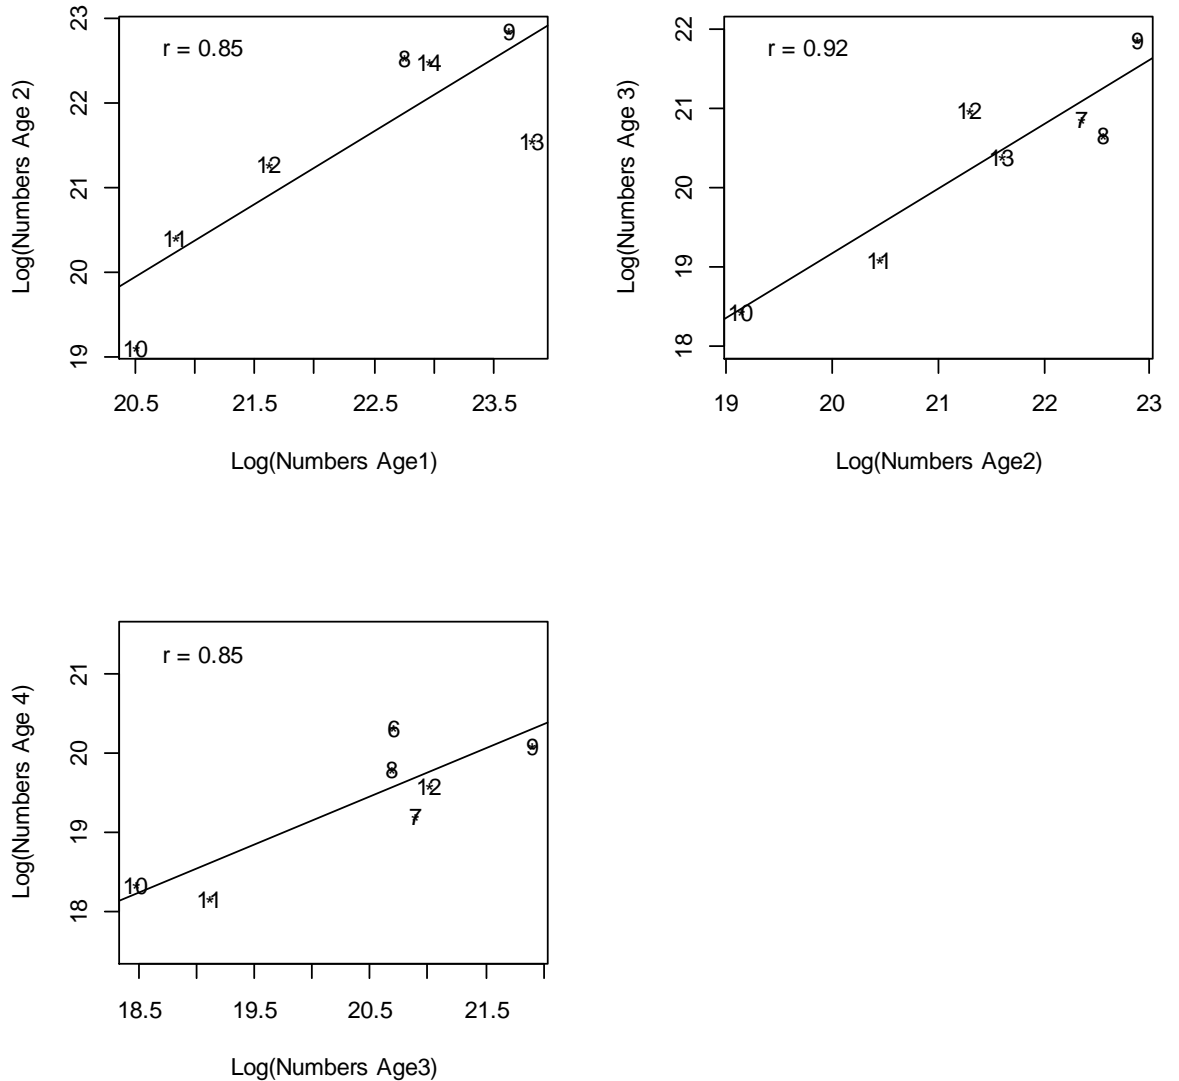 r = 0.85
Log(Numbers Age 2)
23
22
21
20
19
8
9
14
13
12
11
10
20.5 21.5 22.5 23.5
Log(Numbers Age1)
r = 0.92
Log(Numbers Age 3)
22
21
20
19
18
9
12
7
8
13
11
10
19 20 21 22 23
Log(Numbers Age2)
r = 0.85
Log(Numbers Age 4)
21
20
19
18
6
9
8
12
7
10
11
18.5 19.5 20.5 21.5
Log(Numbers Age3)